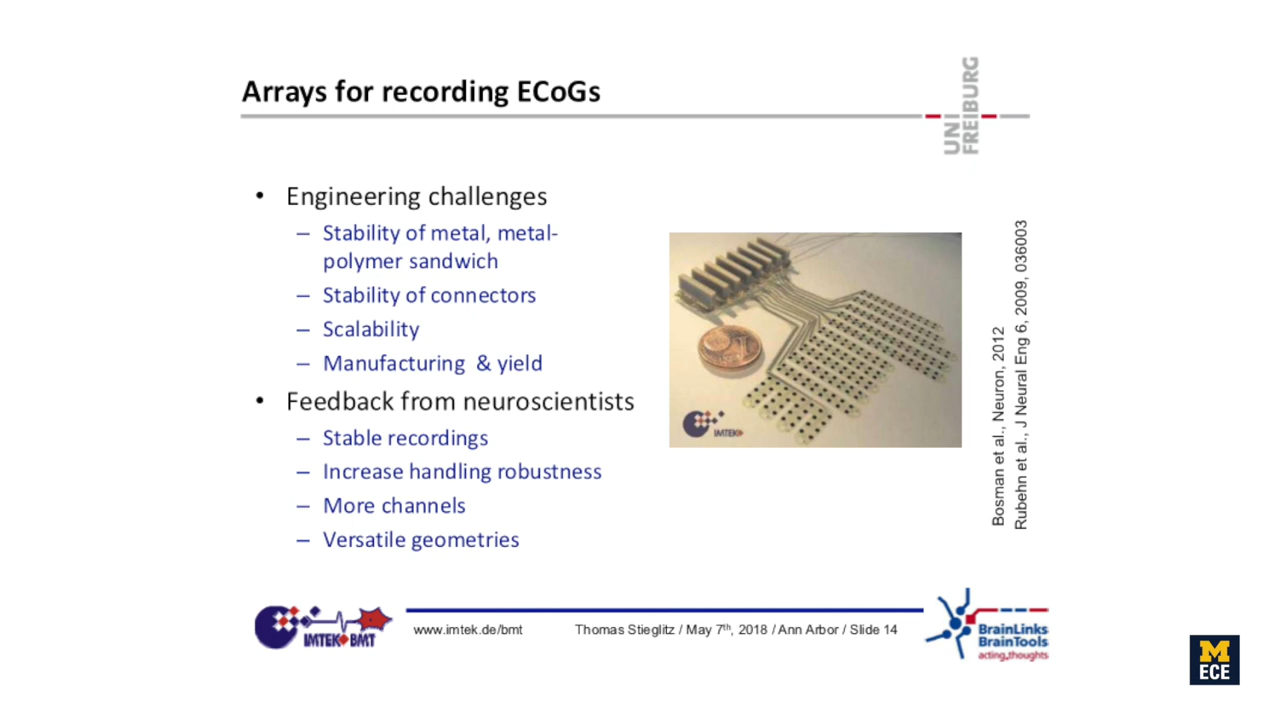 Arrays for recording ECoGs
UNI
FREIBURG
• Engineering challenges
– Stability of metal, metal-
polymer sandwich
– Stability of connectors
– Scalability
– Manufacturing & yield
• Feedback from neuroscientists
– Stable recordings
– Increase handling robustness
– More channels
– Versatile geometries
IMTEK
Bosman et al., Neuron, 2012
Rubehn et al., J Neural Eng 6, 2009, 036003
IMTEK BMT
www.imtek.de/bmt
Thomas Stieglitz / May 7th, 2018 / Ann Arbor / Slide 14
BrainLinks
BrainTools
acting thoughts
M
ECE